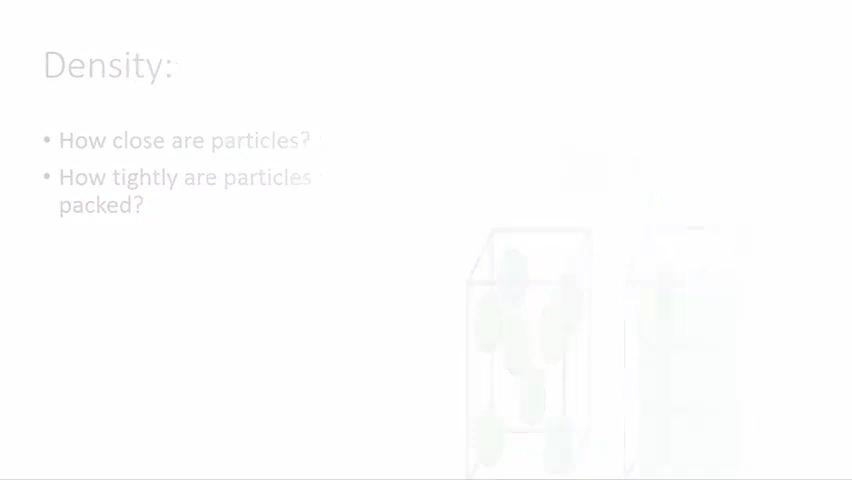 Density:
• How close are particles?
• How tightly are particles
packed?